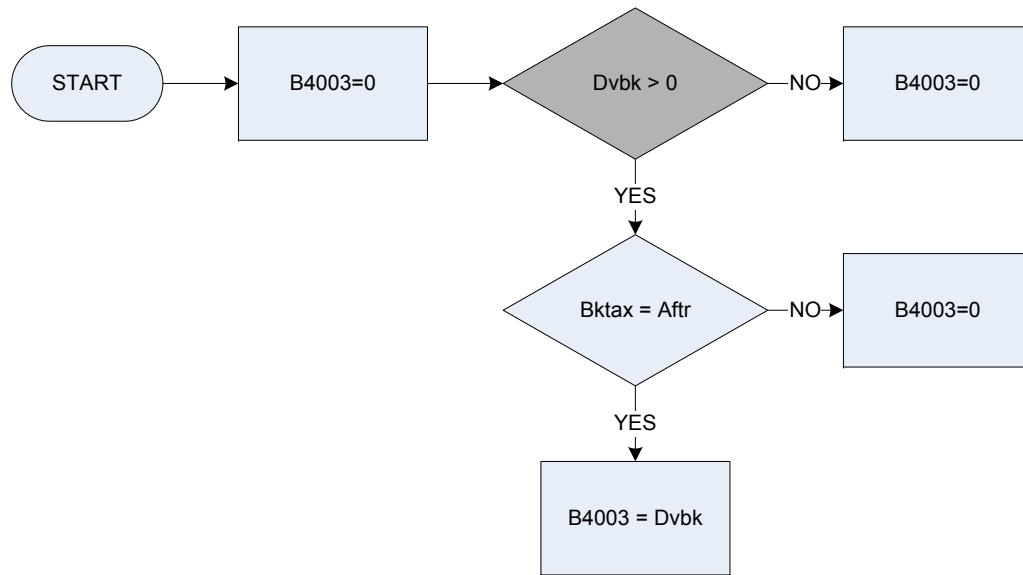 START
B4003=0
Dvbk > 0
NO
B4003=0
YES
Bktax = Aftr
NO
B4003=0
YES
B4003 = Dvbk